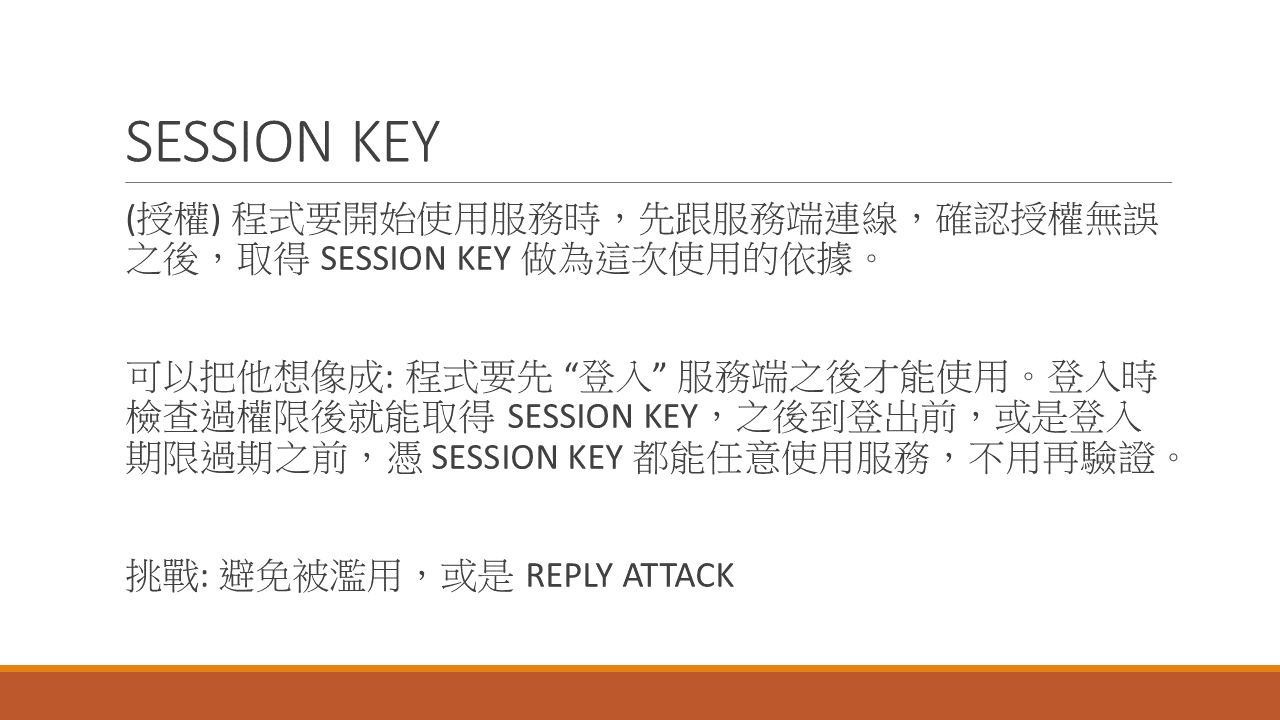 SESSION KEY
(授權) 程式要開始使用服務時，先跟服務端連線，確認授權無誤
之後，取得 SESSION KEY 做為這次使用的依據。
可以把他想像成: 程式要先 “登入” 服務端之後才能使用。登入時
檢查過權限後就能取得 SESSION KEY，之後到登出前，或是登入
期限過期之前，憑 SESSION KEY 都能任意使用服務，不用再驗證。
挑戰: 避免被濫用，或是 REPLY ATTACK